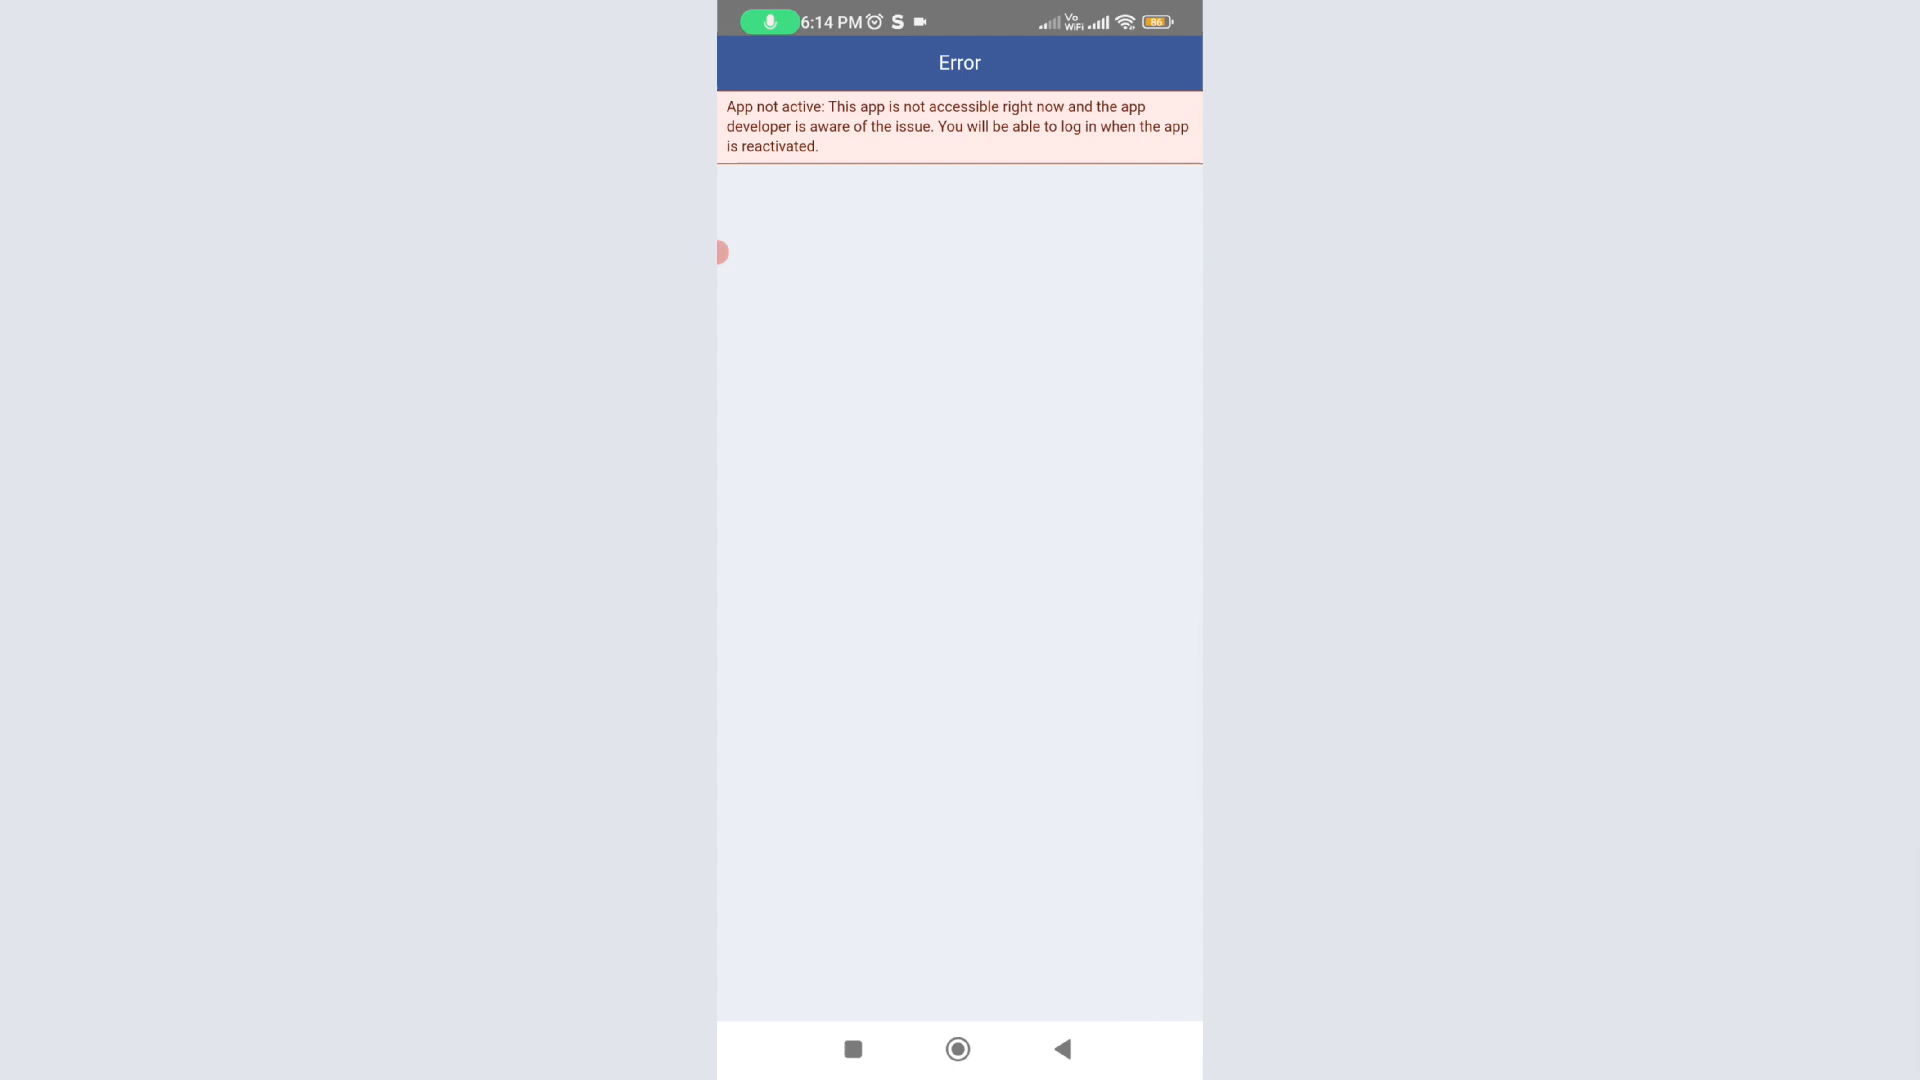 6:14 PM S Vo WiFi 86
Error
App not active: This app is not accessible right now and the app
developer is aware of the issue. You will be able to log in when the app
is reactivated.